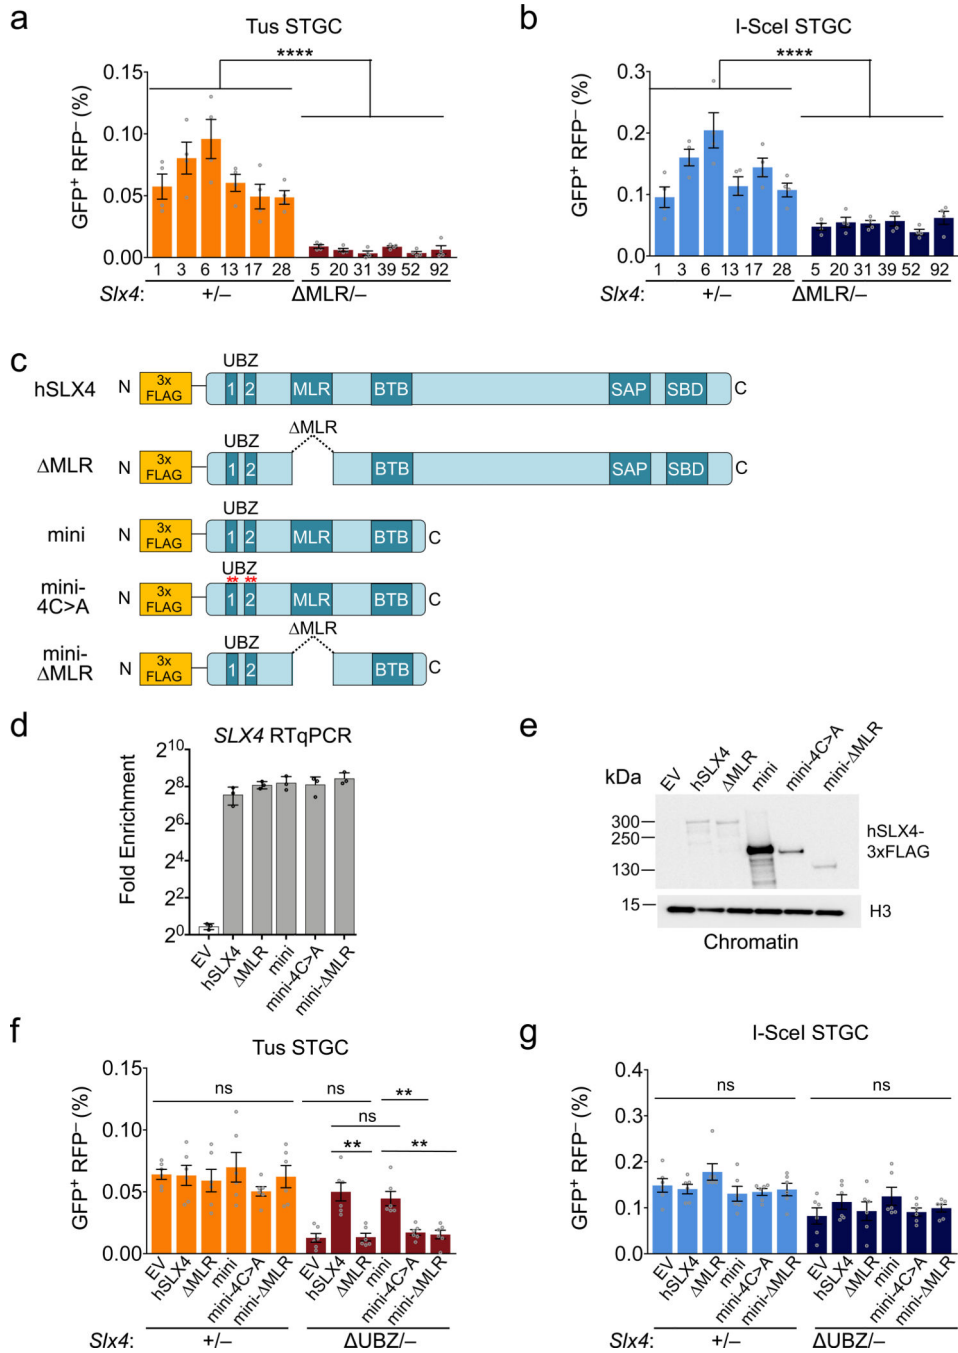 a
Tus STGC
****
GFP⁺ RFP⁻ (%)
0.15
0.10
0.05
0.00
1 3 6 13 17 28 5 20 31 39 52 92
Slx4: +/– ΔMLR/–
b
I-SceI STGC
****
GFP⁺ RFP⁻ (%)
0.3
0.2
0.1
0.0
1 3 6 13 17 28 5 20 31 39 52 92
Slx4: +/– ΔMLR/–
c
UBZ
hSLX4 N 3x FLAG 1 2 MLR BTB SAP SBD C
ΔMLR
UBZ
ΔMLR N 3x FLAG 1 2 BTB SAP SBD C
UBZ
mini N 3x FLAG 1 2 MLR BTB C
UBZ
** **
mini-4C>A N 3x FLAG 1 2 MLR BTB C
ΔMLR
UBZ
mini-ΔMLR N 3x FLAG 1 2 BTB C
d
SLX4 RTqPCR
Fold Enrichment
2¹⁰
2⁸
2⁶
2⁴
2²
2⁰
EV hSLX4 ΔMLR mini mini-4C>A mini-ΔMLR
e
kDa EV hSLX4 ΔMLR mini mini-4C>A mini-ΔMLR
300
250
130
hSLX4-
3xFLAG
15 H3
Chromatin
f
Tus STGC
GFP⁺ RFP⁻ (%)
0.15
0.10
0.05
0.00
ns ns **
ns
** **
EV hSLX4 ΔMLR mini mini-4C>A mini-ΔMLR EV hSLX4 ΔMLR mini mini-4C>A mini-ΔMLR
Slx4: +/– ΔUBZ/–
g
I-SceI STGC
GFP⁺ RFP⁻ (%)
0.4
0.3
0.2
0.1
0.0
ns ns
EV hSLX4 ΔMLR mini mini-4C>A mini-ΔMLR EV hSLX4 ΔMLR mini mini-4C>A mini-ΔMLR
Slx4: +/– ΔUBZ/–